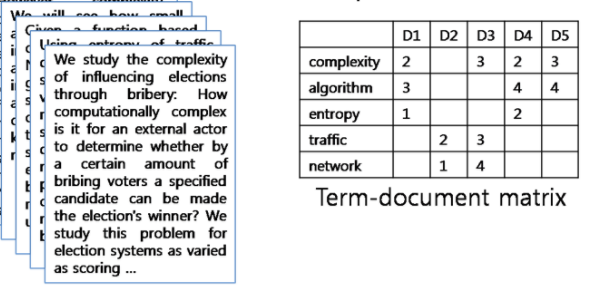 We will see how small
Given a function based
Using entropy of traffic
We study the complexity
of influencing elections
through bribery: How
computationally complex
is it for an external actor
to determine whether by
a certain amount of
bribing voters a specified
candidate can be made
the election's winner? We
study this problem for
election systems as varied
as scoring ...
D1 D2 D3 D4 D5
complexity 2 3 2 3
algorithm 3 4 4
entropy 1 2
traffic 2 3
network 1 4
Term-document matrix